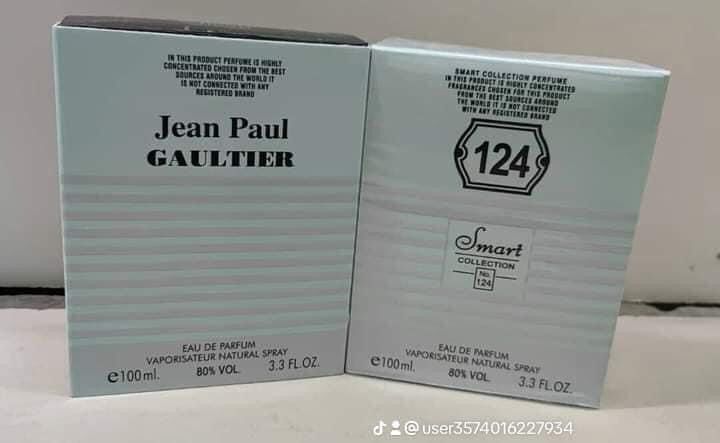 IN THIS PRODUCT PERFUME IS HIGHLY
CONCENTRATED CHOSEN FROM THE BEST
SOURCES AROUND THE WORLD IT
IS NOT CONNECTED WITH ANY
REGISTERED BRAND
Jean Paul
GAULTIER
EAU DE PARFUM
VAPORISATEUR NATURAL SPRAY
e100ml. 80% VOL. 3.3 FL.OZ.
SMART COLLECTION PERFUME
IN THIS PRODUCT IS HIGHLY CONCENTRATED
FRAGRANCES CHOSEN FOR THIS PRODUCT
FROM THE BEST SOURCES AROUND
THE WORLD IT IS NOT CONNECTED
WITH ANY REGISTERED BRAND
124
Smart
COLLECTION
No.
124
EAU DE PARFUM
VAPORISATEUR NATURAL SPRAY
e100ml. 80% VOL. 3.3 FL.OZ.
@user3574016227934